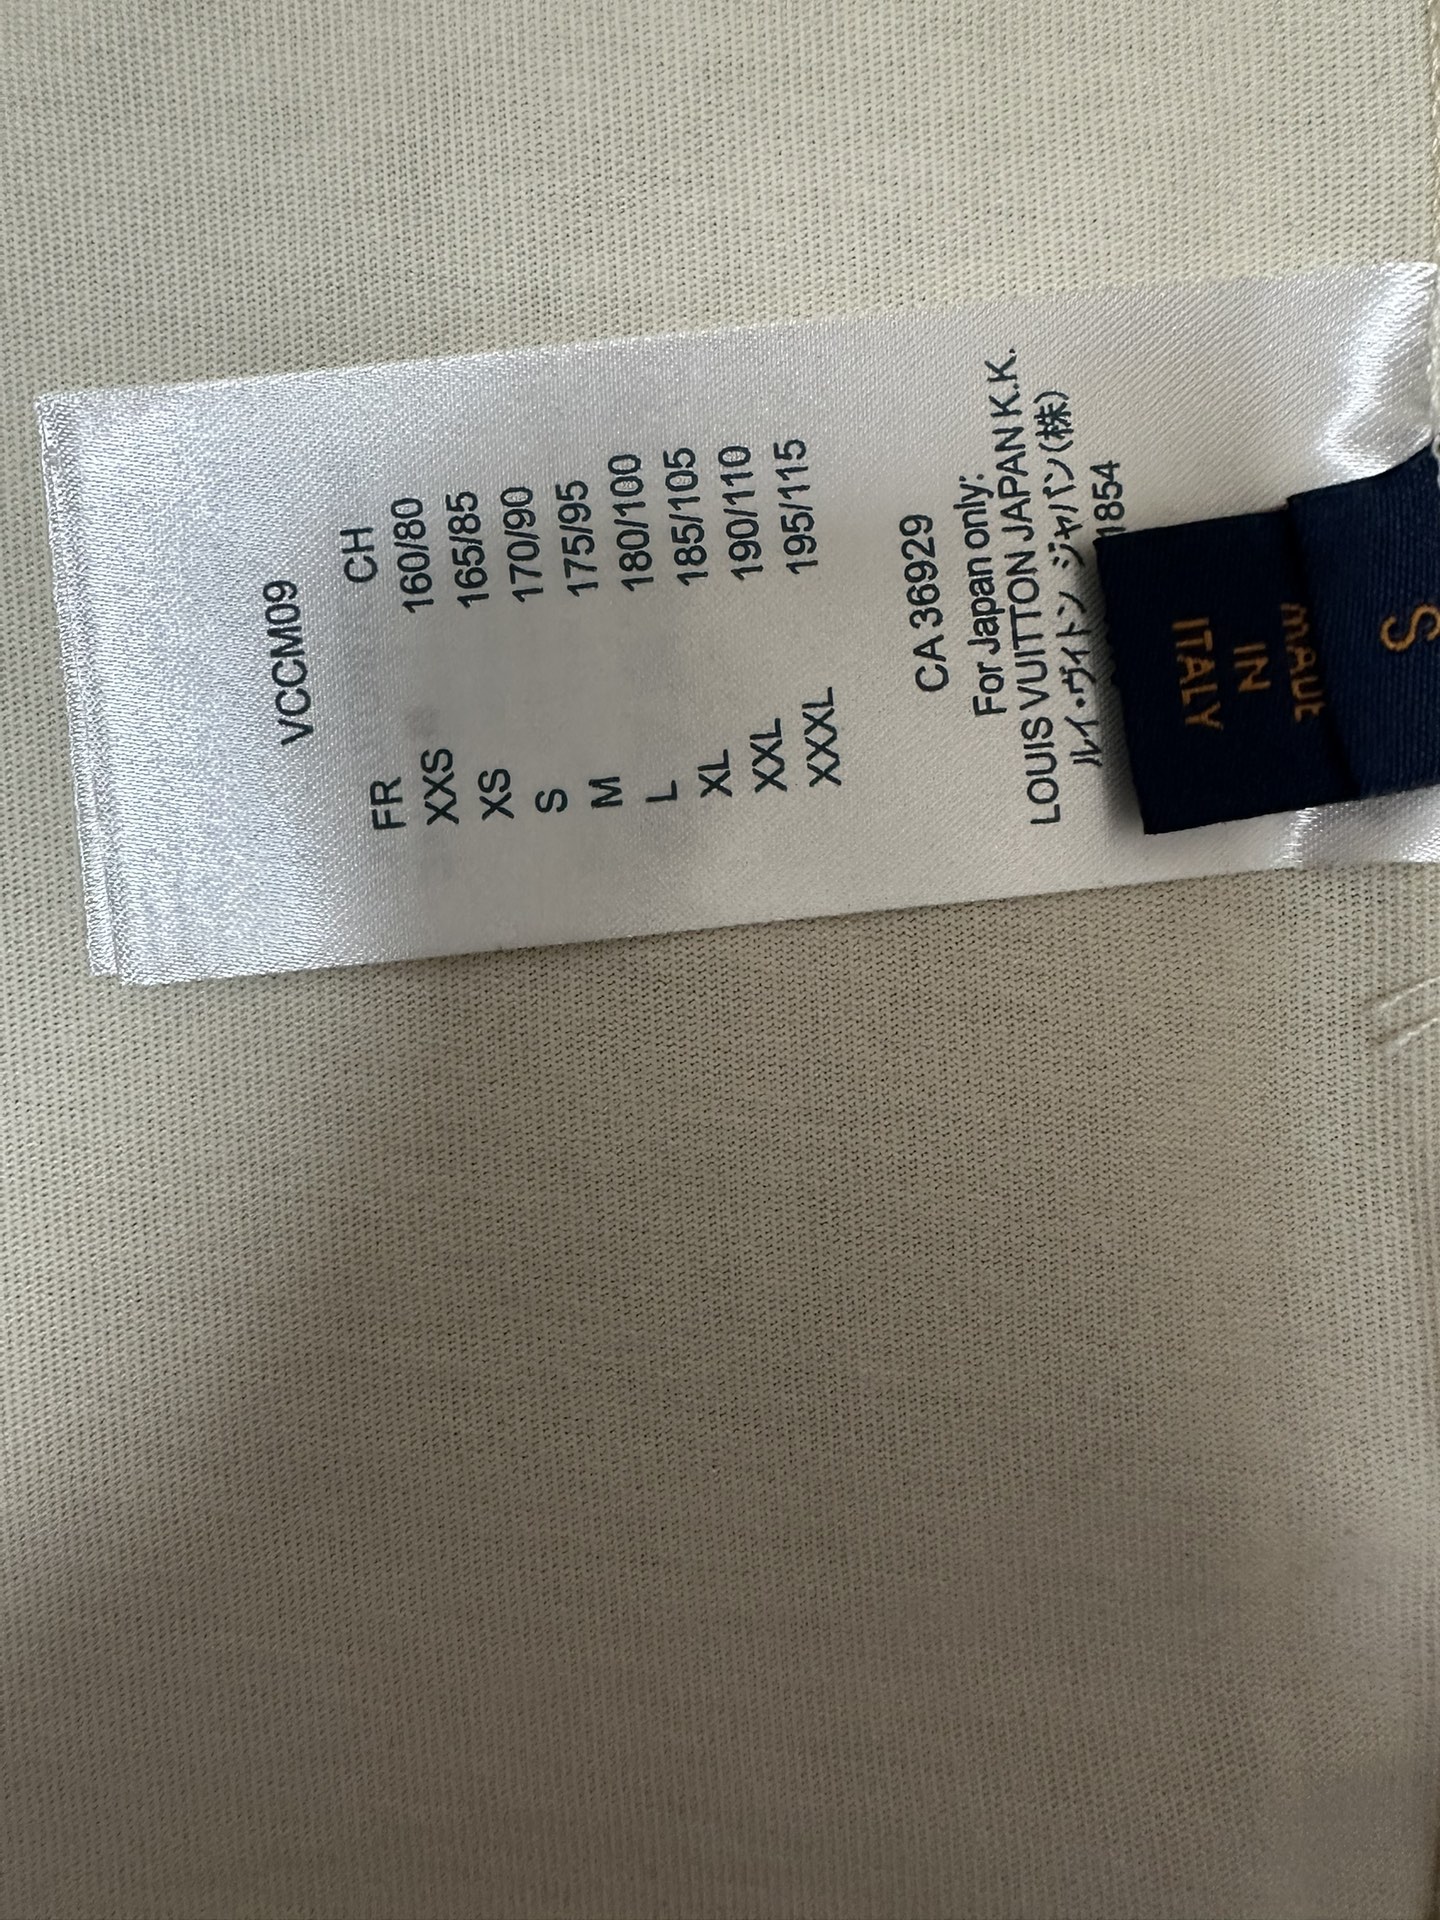 VCCM09
FR CH
XXS 160/80
XS 165/85
S 170/90
M 175/95
L 180/100
XL 185/105
XXL 190/110
XXXL 195/115
CA 36929
For Japan only:
LOUIS VUITTON JAPAN K.K.
ルイ・ヴィトン ジャパン(株)
1854
S
MADE
IN
ITALY